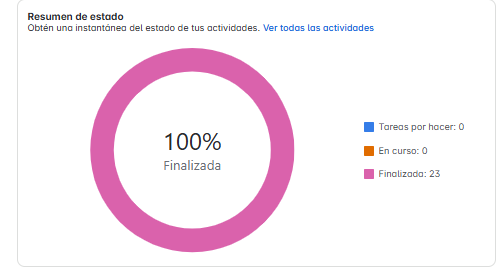 Resumen de estado
Obtén una instantánea del estado de tus actividades. Ver todas las actividades
100%
Finalizada
Tareas por hacer: 0
En curso: 0
Finalizada: 23